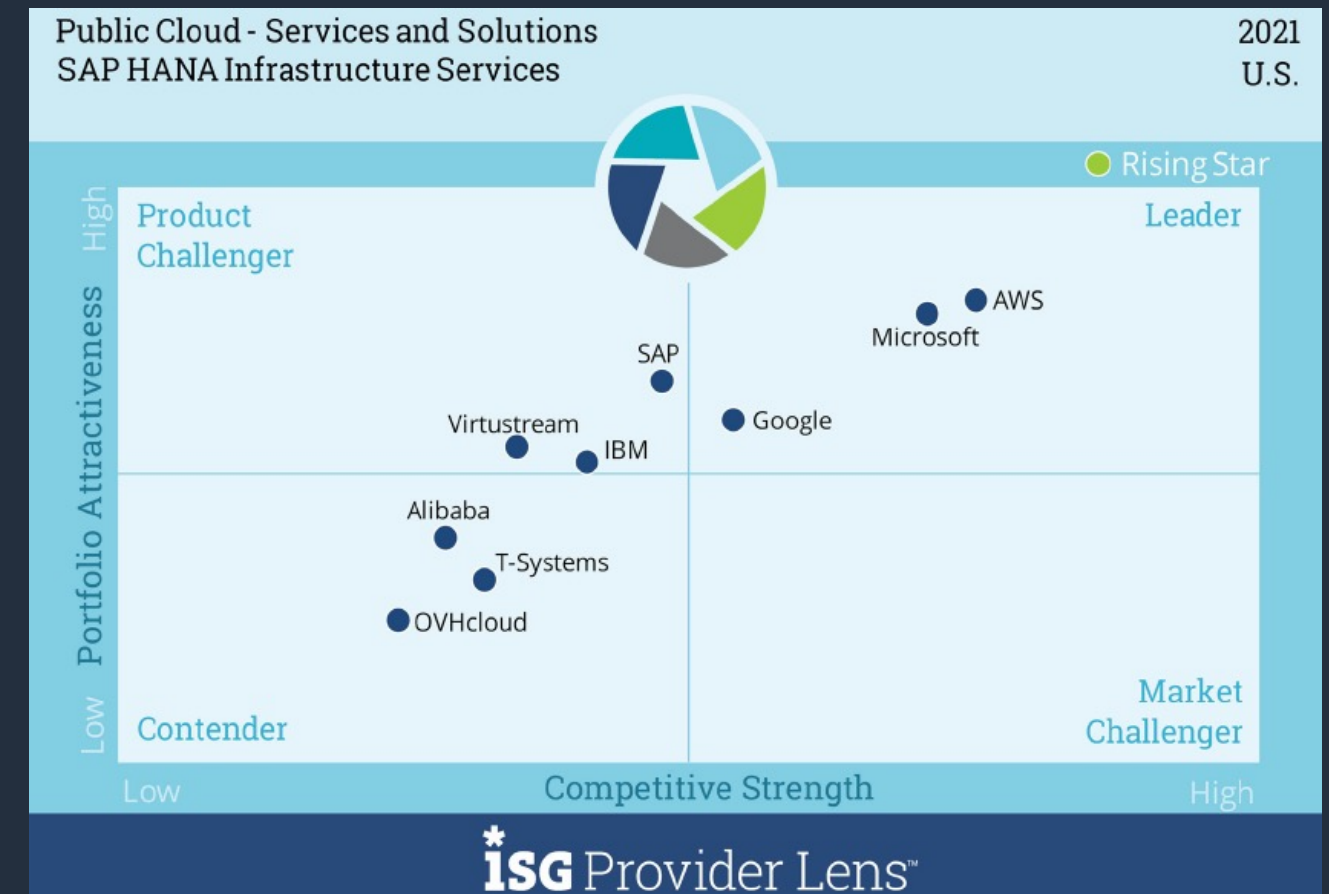 Public Cloud - Services and Solutions
SAP HANA Infrastructure Services
2021
U.S.
Rising Star
High
Portfolio Attractiveness
Low
Product
Challenger
Leader
AWS
Microsoft
SAP
Google
Virtustream
IBM
Alibaba
T-Systems
OVHcloud
Contender
Market
Challenger
Low
Competitive Strength
High
iSG Provider Lens™